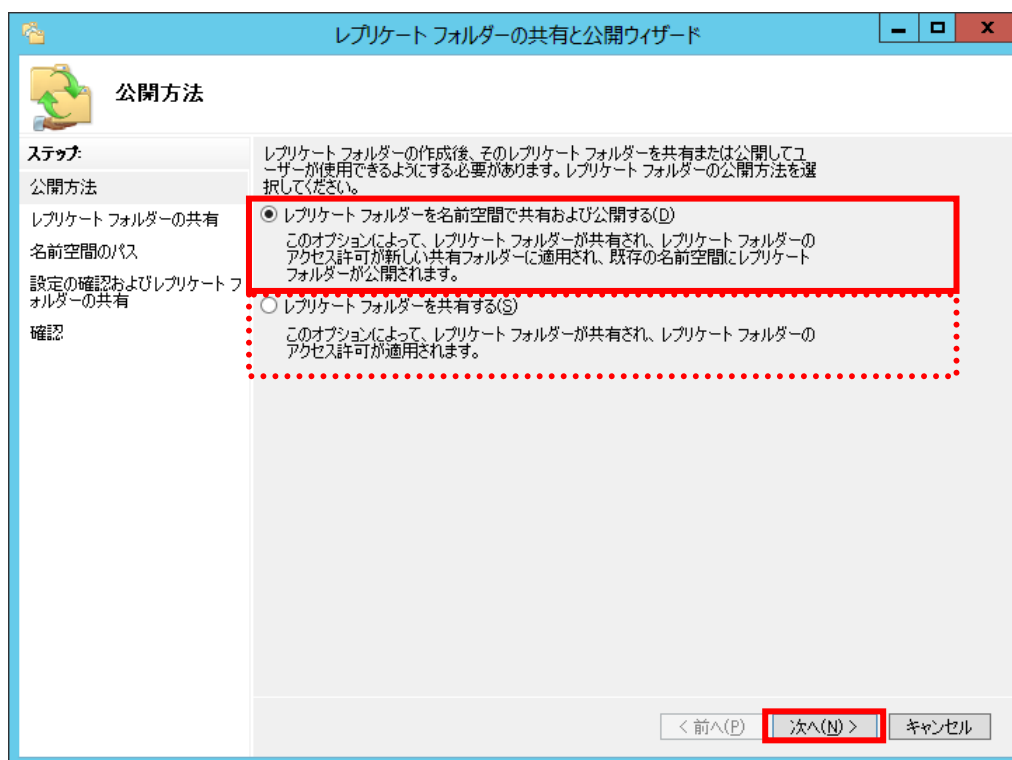 レプリケート フォルダーの共有と公開ウィザード
公開方法
ステップ:
公開方法
レプリケート フォルダーの共有
名前空間のパス
設定の確認およびレプリケート フ
ォルダーの共有
確認
レプリケート フォルダーの作成後、そのレプリケート フォルダーを共有または公開してユ
ーザーが使用できるようにする必要があります。レプリケート フォルダーの公開方法を選
択してください。
レプリケート フォルダーを名前空間で共有および公開する(D)
このオプションによって、レプリケート フォルダーが共有され、レプリケート フォルダーの
アクセス許可が新しい共有フォルダーに適用され、既存の名前空間にレプリケート
フォルダーが公開されます。
レプリケート フォルダーを共有する(S)
このオプションによって、レプリケート フォルダーが共有され、レプリケート フォルダーの
アクセス許可が適用されます。
< 前へ(P) 次へ(N) > キャンセル